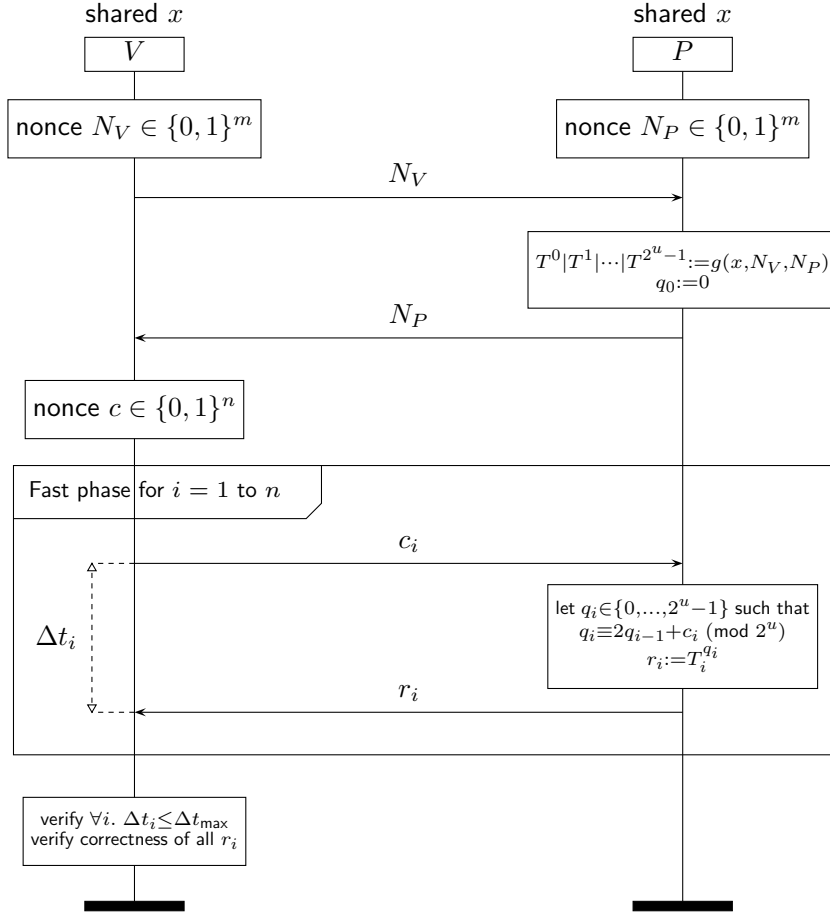 shared x
shared x
V
P
nonce N_V ∈ {0, 1}^m
nonce N_P ∈ {0, 1}^m
N_V
T^0|T^1|···|T^{2^u−1}:=g(x,N_V,N_P)
q_0:=0
N_P
nonce c ∈ {0, 1}^n
Fast phase for i = 1 to n
c_i
let q_i∈{0,...,2^u−1} such that
q_i≡2q_{i−1}+c_i (mod 2^u)
r_i:=T_i^{q_i}
Δt_i
r_i
verify ∀i. Δt_i≤Δt_max
verify correctness of all r_i